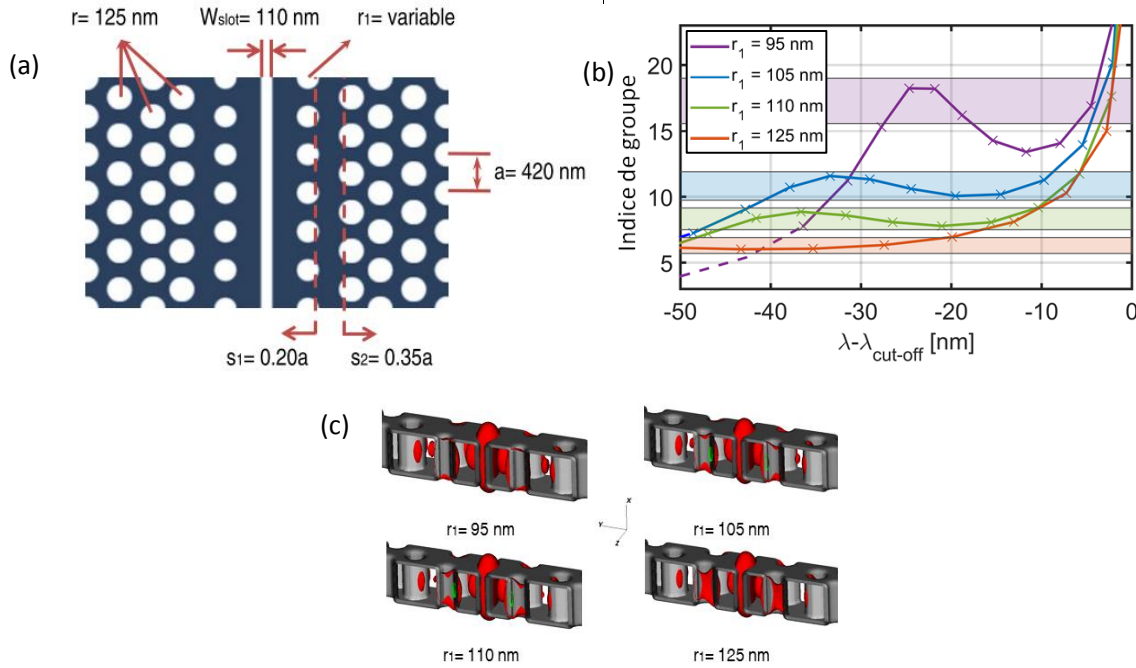 (a)
r= 125 nm
Wslot= 110 nm
r1= variable
a= 420 nm
s1= 0.20a
s2= 0.35a
(b)
r1 = 95 nm
r1 = 105 nm
r1 = 110 nm
r1 = 125 nm
Indice de groupe
20
15
10
5
-50
-40
-30
-20
-10
0
λ-λcut-off [nm]
(c)
r1= 95 nm
r1= 105 nm
X
Y
Z
r1= 110 nm
r1= 125 nm